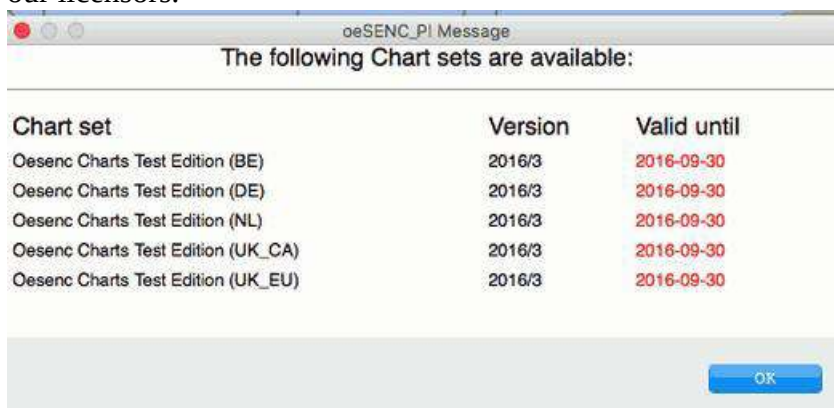 our licensors.
oeSENC_PI Message
The following Chart sets are available:
Chart set Version Valid until
Oesenc Charts Test Edition (BE) 2016/3 2016-09-30
Oesenc Charts Test Edition (DE) 2016/3 2016-09-30
Oesenc Charts Test Edition (NL) 2016/3 2016-09-30
Oesenc Charts Test Edition (UK_CA) 2016/3 2016-09-30
Oesenc Charts Test Edition (UK_EU) 2016/3 2016-09-30
OK